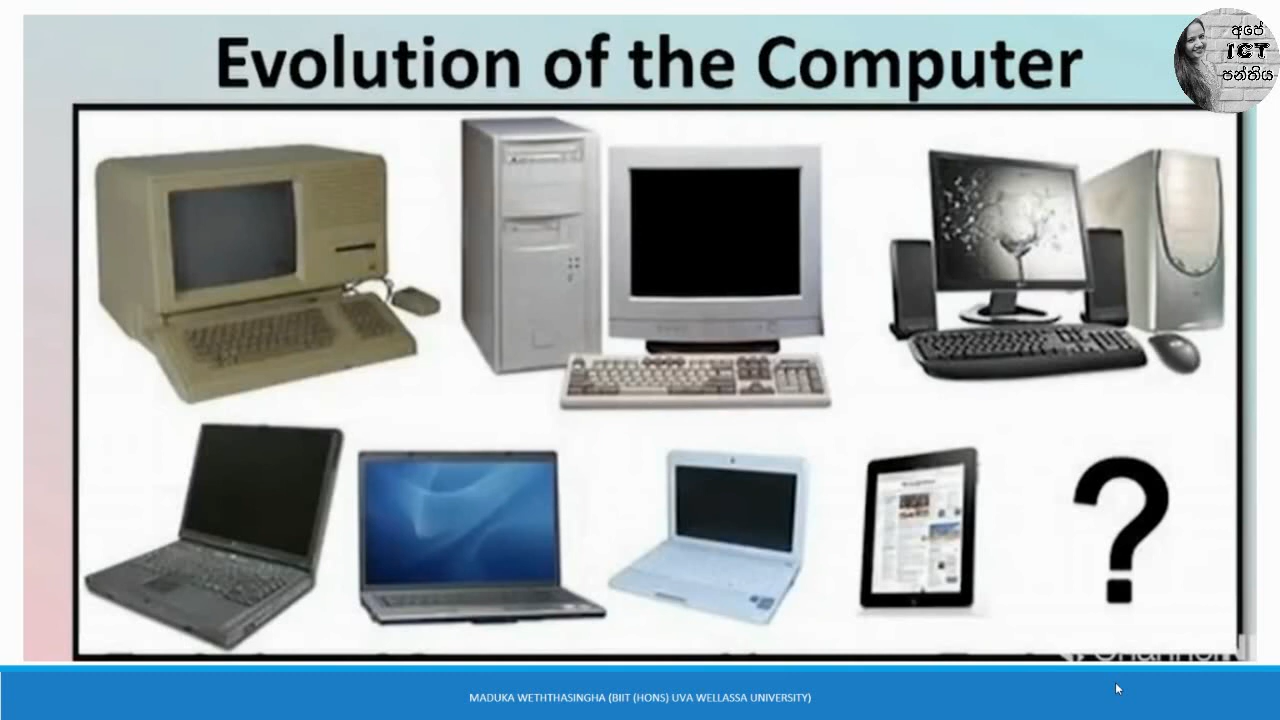 Evolution of the Computer
අපේ
ICT
පන්තිය
MADUKA WETHTHASINGHA (BIIT (HONS) UVA WELLASSA UNIVERSITY)